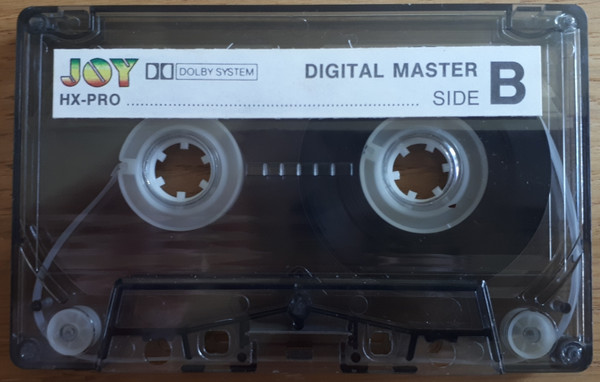 JOY DOLBY SYSTEM DIGITAL MASTER B
HX-PRO SIDE